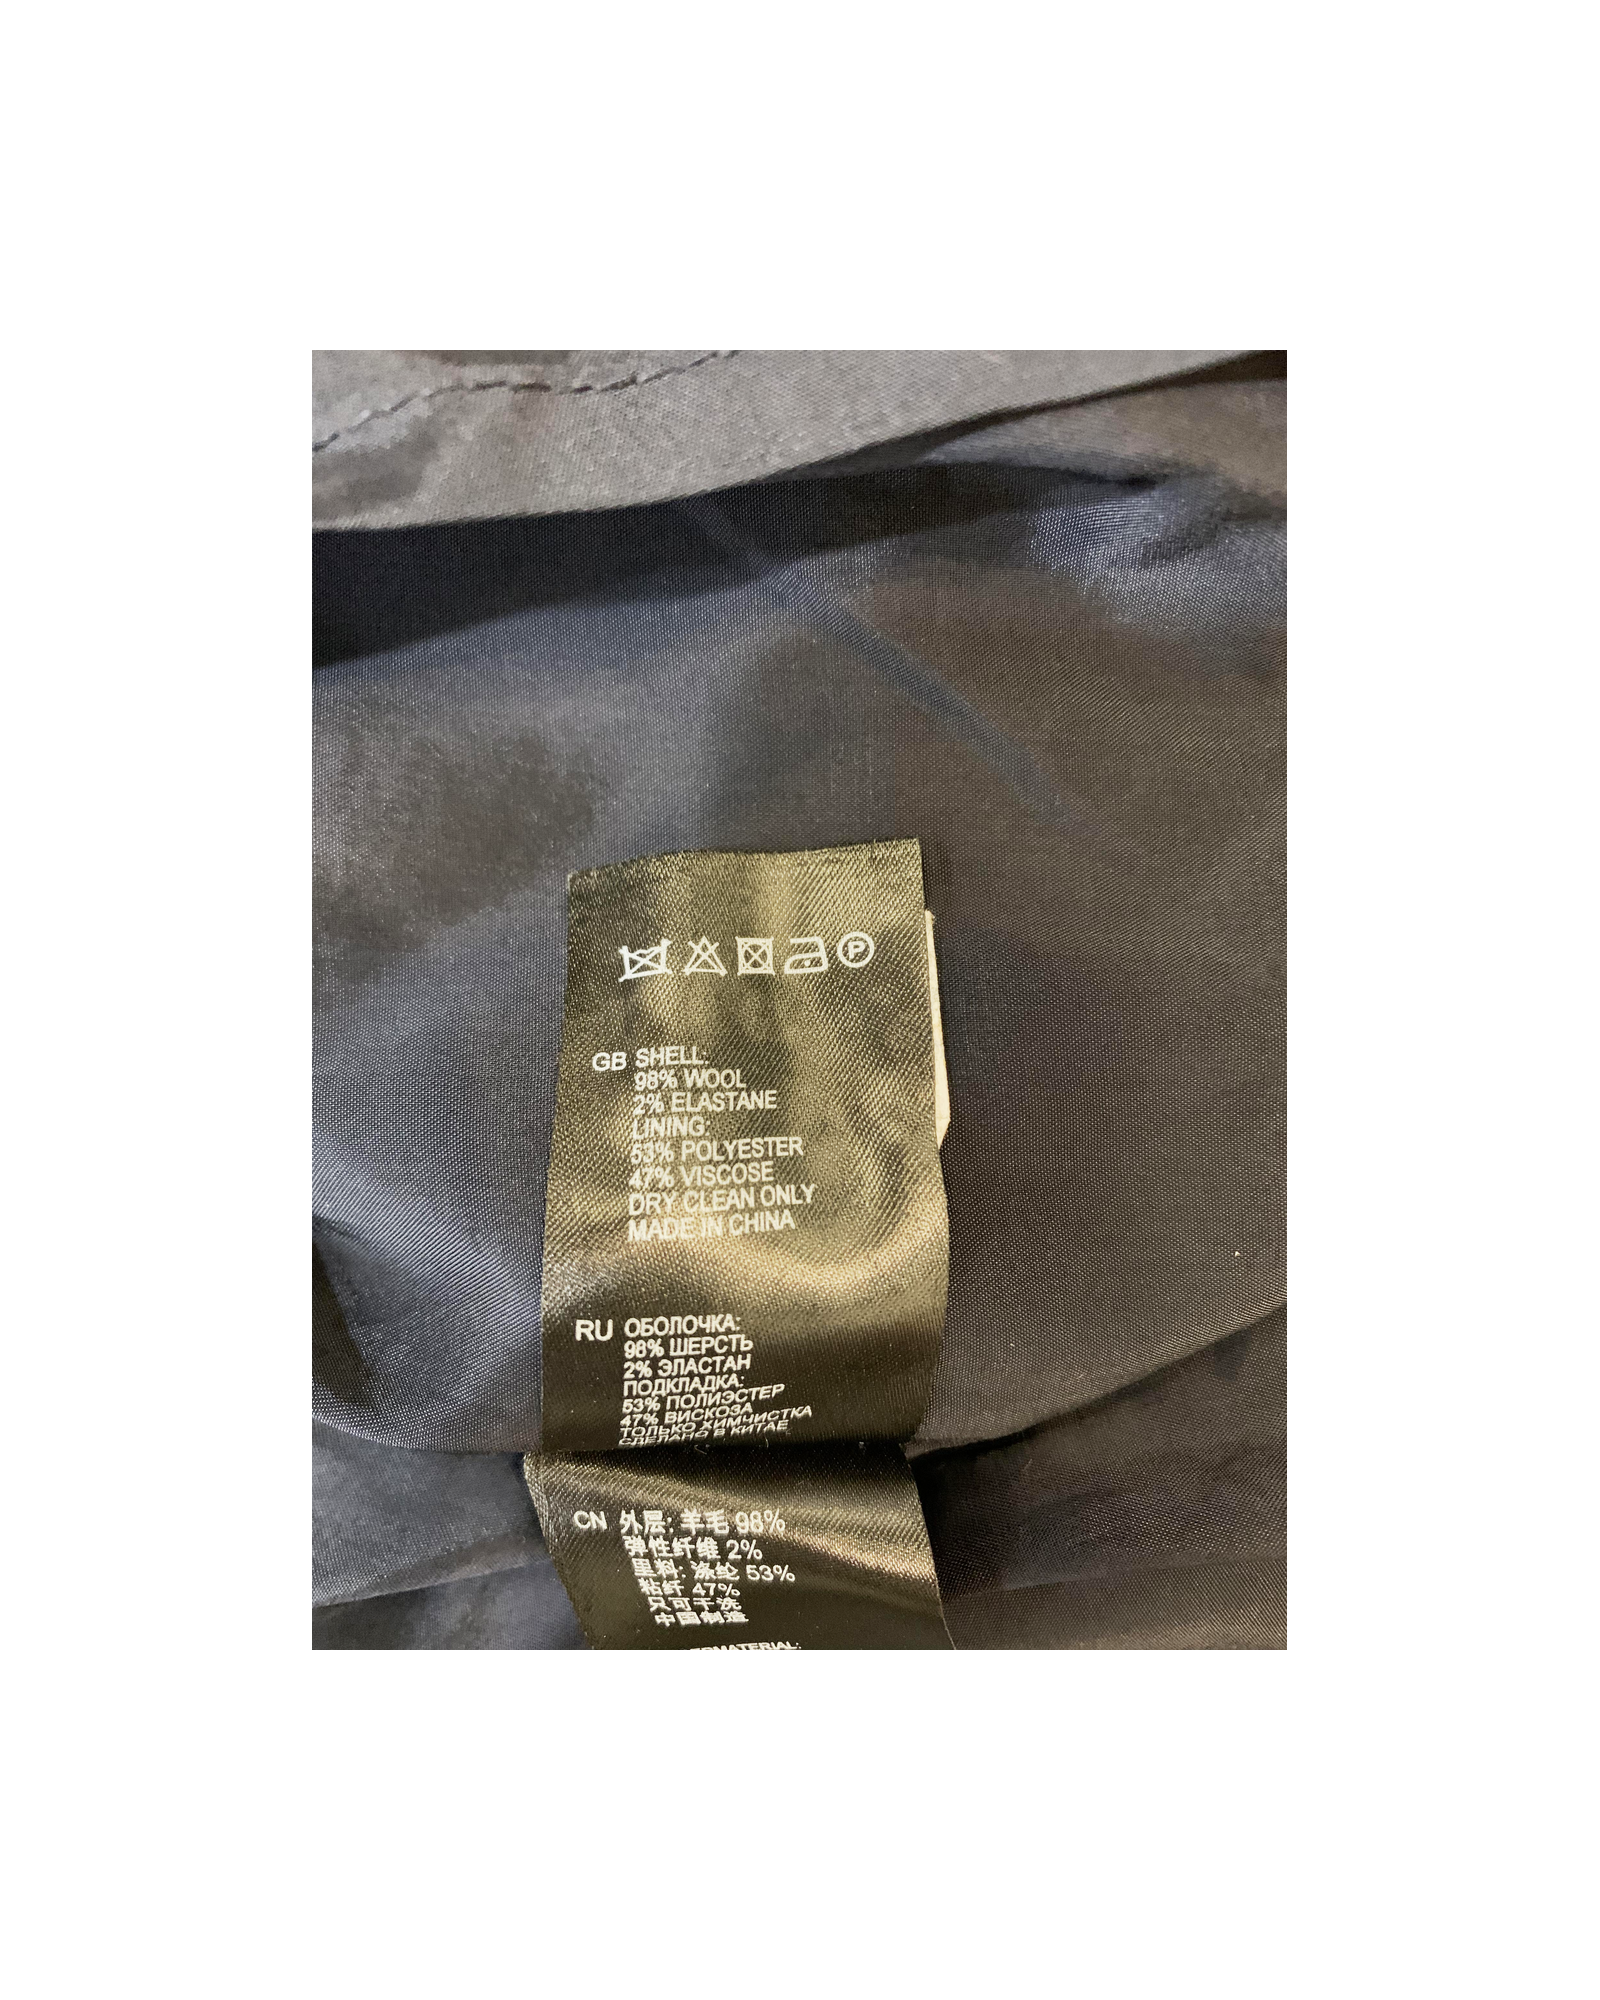 P
GB SHELL:
98% WOOL
2% ELASTANE
LINING
53% POLYESTER
47% VISCOSE
DRY CLEAN ONLY
MADE IN CHINA
RU ОБОЛОЧКА:
98% ШЕРСТЬ
2% ЭЛАСТАН
ПОДКЛАДКА:
53% ПОЛИЭСТЕР
47% ВИСКОЗА
ТОЛЬКО ХИМЧИСТКА
СДЕЛАНО В КИТАЕ
CN 外层: 羊毛 98%
弹性纤维 2%
里料: 涤纶 53%
粘纤 47%
只可干洗
中国制造